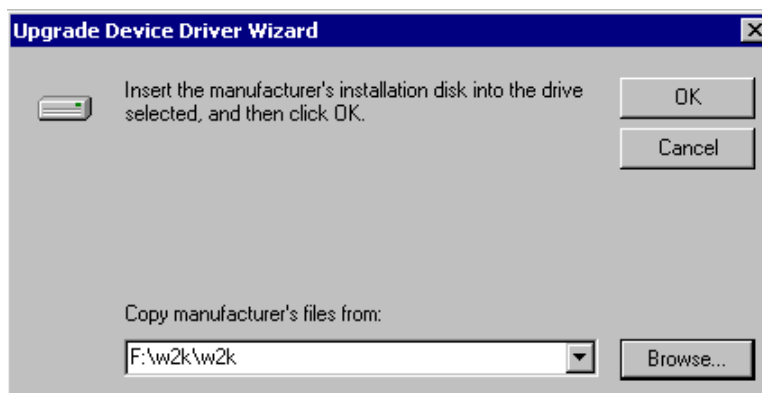 Upgrade Device Driver Wizard
Insert the manufacturer's installation disk into the drive
selected, and then click OK.
OK
Cancel
Copy manufacturer's files from:
F:\w2k\w2k
Browse...